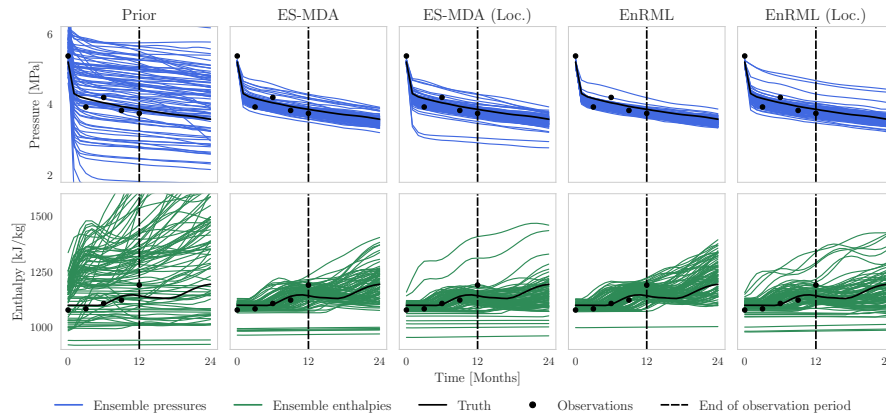 Prior ES-MDA ES-MDA (Loc.) EnRML EnRML (Loc.)
6
4
2
Pressure [MPa]
1500
1250
1000
Enthalpy [kJ/kg]
0 12 24 0 12 24 0 12 24 0 12 24 0 12 24
Time [Months]
Ensemble pressures Ensemble enthalpies Truth Observations End of observation period